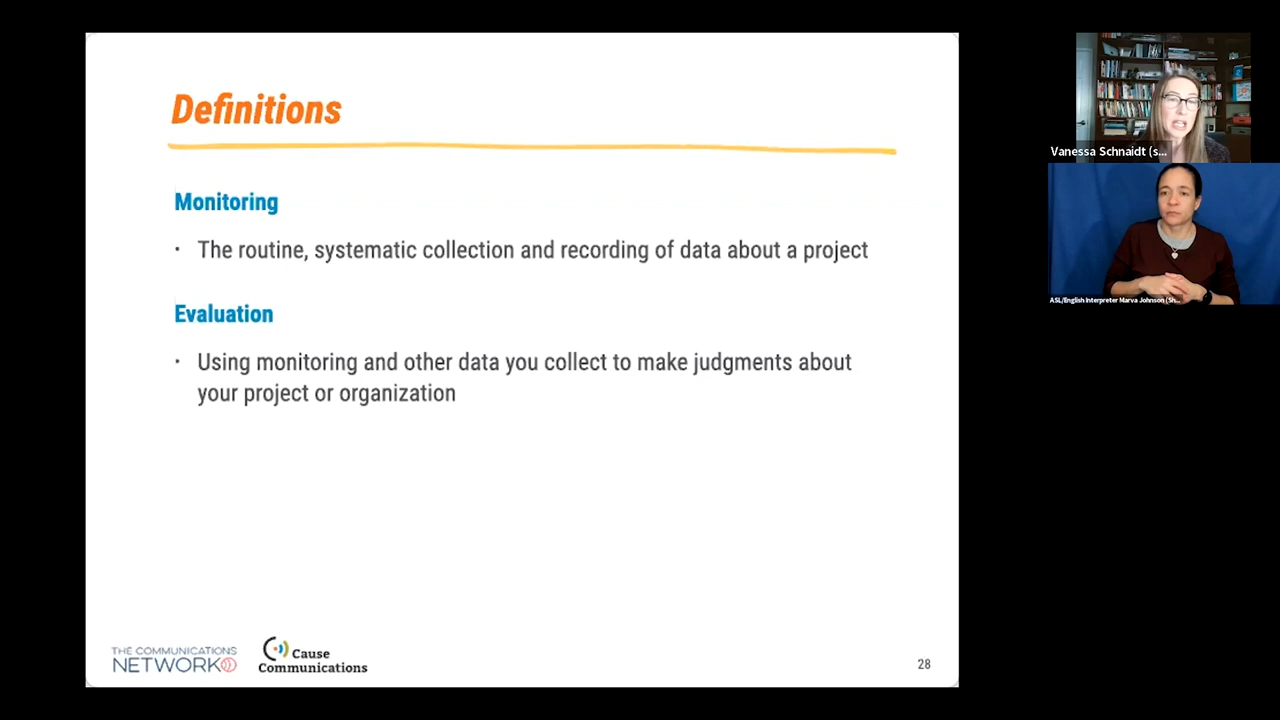 Definitions
Monitoring
· The routine, systematic collection and recording of data about a project
Evaluation
· Using monitoring and other data you collect to make judgments about
your project or organization
THE COMMUNICATIONS
NETWORK
Cause
Communications
28
Vanessa Schnaidt (s...
ASL/English Interpreter Marva Johnson (Sh...